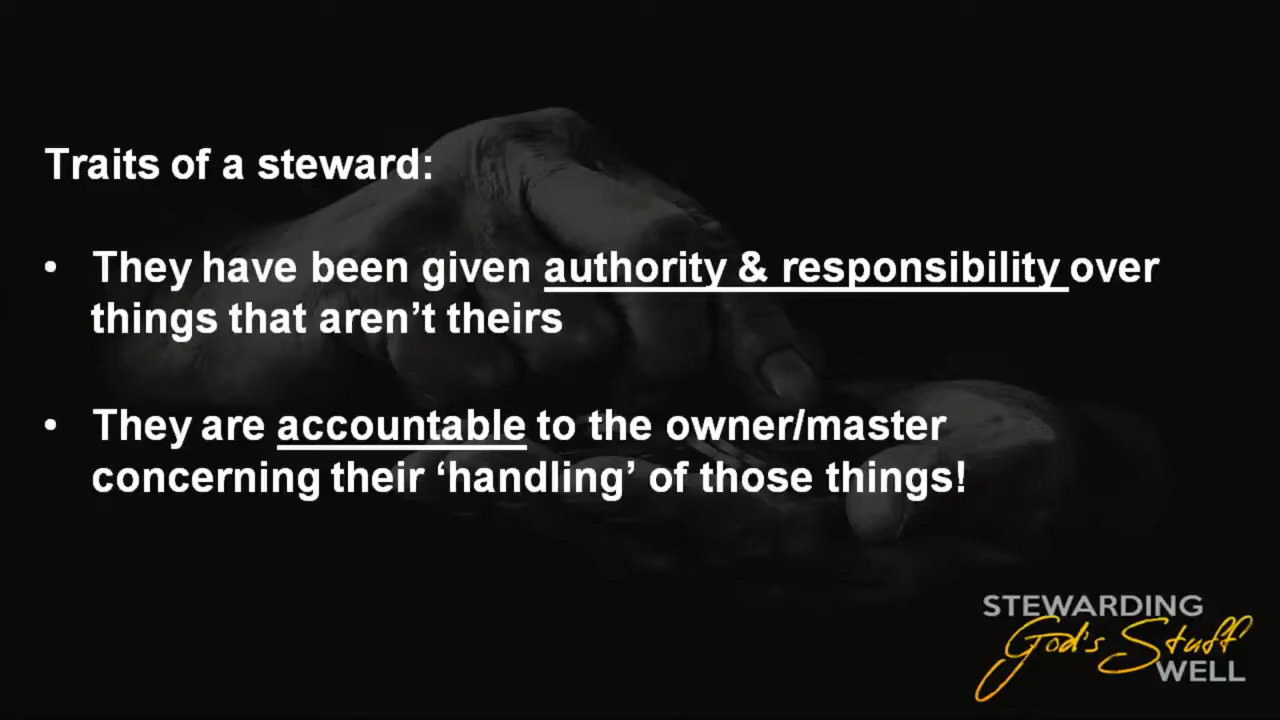 Traits of a steward:
• They have been given authority & responsibility over
things that aren’t theirs
• They are accountable to the owner/master
concerning their ‘handling’ of those things!
STEWARDING
God's Stuff
WELL